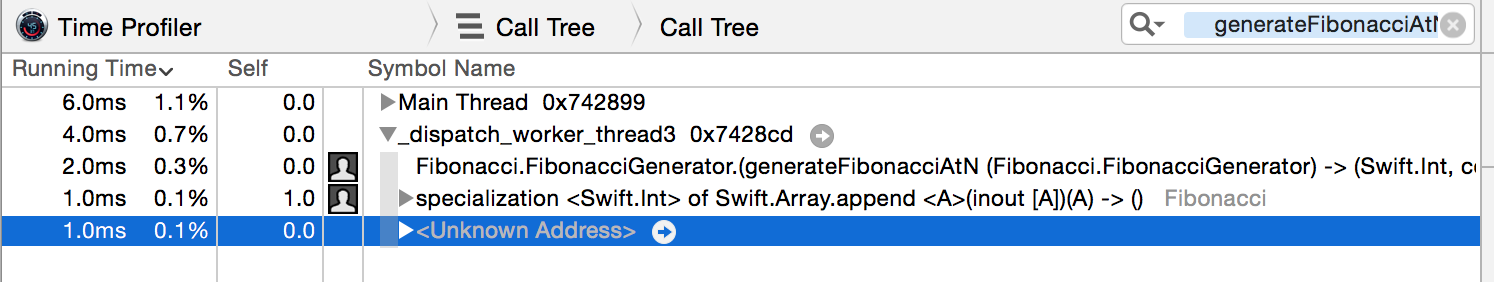 Time Profiler Call Tree Call Tree generateFibonacciAtN
Running Time Self Symbol Name
6.0ms 1.1% 0.0 Main Thread 0x742899
4.0ms 0.7% 0.0 _dispatch_worker_thread3 0x7428cd
2.0ms 0.3% 0.0 Fibonacci.FibonacciGenerator.(generateFibonacciAtN (Fibonacci.FibonacciGenerator) -> (Swift.Int, co
1.0ms 0.1% 1.0 specialization <Swift.Int> of Swift.Array.append <A>(inout [A])(A) -> () Fibonacci
1.0ms 0.1% 0.0 <Unknown Address>